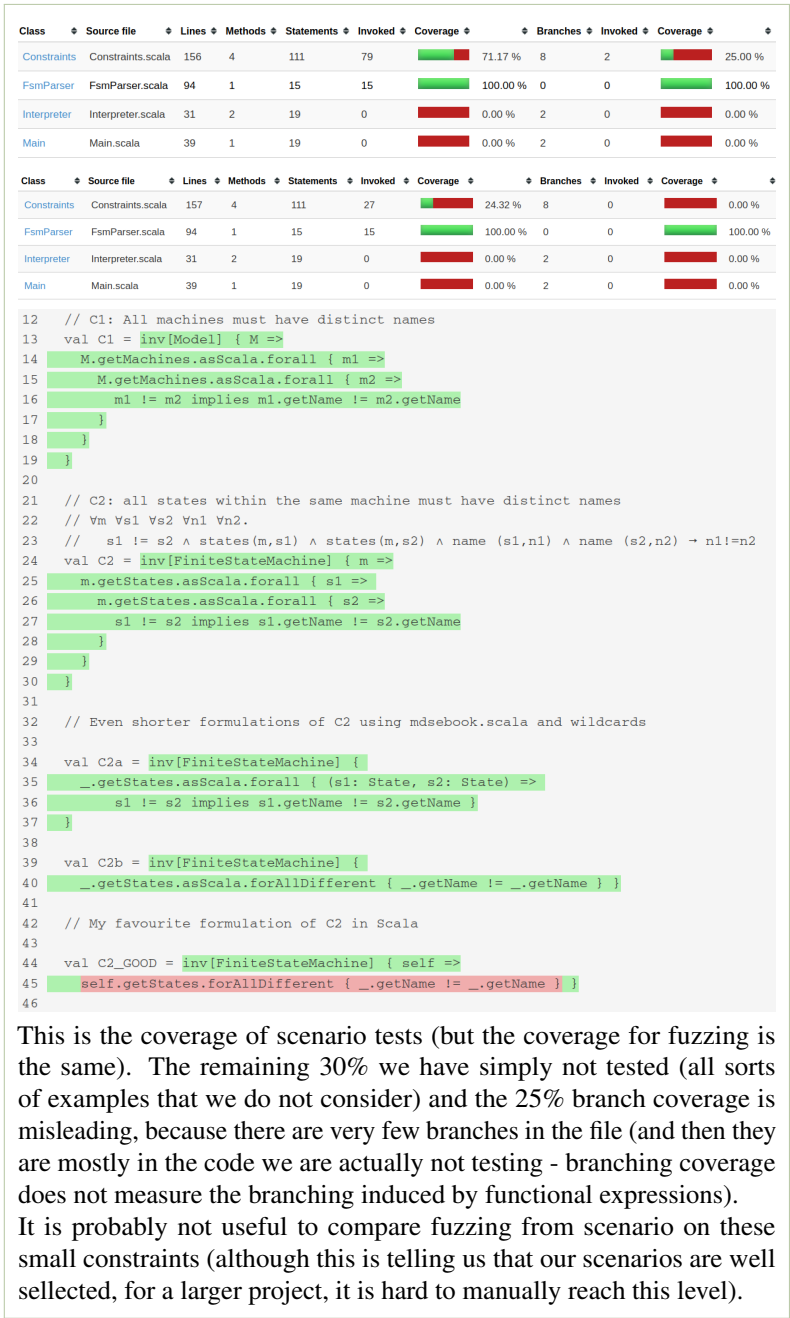 Class Source file Lines Methods Statements Invoked Coverage Branches Invoked Coverage
Constraints Constraints.scala 156 4 111 79 71.17 % 8 2 25.00 %
FsmParser FsmParser.scala 94 1 15 15 100.00 % 0 0 100.00 %
Interpreter Interpreter.scala 31 2 19 0 0.00 % 2 0 0.00 %
Main Main.scala 39 1 19 0 0.00 % 2 0 0.00 %
Class Source file Lines Methods Statements Invoked Coverage Branches Invoked Coverage
Constraints Constraints.scala 157 4 111 27 24.32 % 8 0 0.00 %
FsmParser FsmParser.scala 94 1 15 15 100.00 % 0 0 100.00 %
Interpreter Interpreter.scala 31 2 19 0 0.00 % 2 0 0.00 %
Main Main.scala 39 1 19 0 0.00 % 2 0 0.00 %
12 // C1: All machines must have distinct names
13 val C1 = inv[Model] { M =>
14 M.getMachines.asScala.forall { m1 =>
15 M.getMachines.asScala.forall { m2 =>
16 m1 != m2 implies m1.getName != m2.getName
17 }
18 }
19 }
20
21 // C2: all states within the same machine must have distinct names
22 // ∀m ∀s1 ∀s2 ∀n1 ∀n2.
23 // s1 != s2 ∧ states(m,s1) ∧ states(m,s2) ∧ name (s1,n1) ∧ name (s2,n2) → n1!=n2
24 val C2 = inv[FiniteStateMachine] { m =>
25 m.getStates.asScala.forall { s1 =>
26 m.getStates.asScala.forall { s2 =>
27 s1 != s2 implies s1.getName != s2.getName
28 }
29 }
30 }
31
32 // Even shorter formulations of C2 using mdsebook.scala and wildcards
33
34 val C2a = inv[FiniteStateMachine] {
35 _.getStates.asScala.forall { (s1: State, s2: State) =>
36 s1 != s2 implies s1.getName != s2.getName }
37 }
38
39 val C2b = inv[FiniteStateMachine] {
40 _.getStates.asScala.forAllDifferent { _.getName != _.getName } }
41
42 // My favourite formulation of C2 in Scala
43
44 val C2_GOOD = inv[FiniteStateMachine] { self =>
45 self.getStates.forAllDifferent { _.getName != _.getName } }
46
This is the coverage of scenario tests (but the coverage for fuzzing is
the same). The remaining 30% we have simply not tested (all sorts
of examples that we do not consider) and the 25% branch coverage is
misleading, because there are very few branches in the file (and then they
are mostly in the code we are actually not testing - branching coverage
does not measure the branching induced by functional expressions).
It is probably not useful to compare fuzzing from scenario on these
small constraints (although this is telling us that our scenarios are well
sellected, for a larger project, it is hard to manually reach this level).